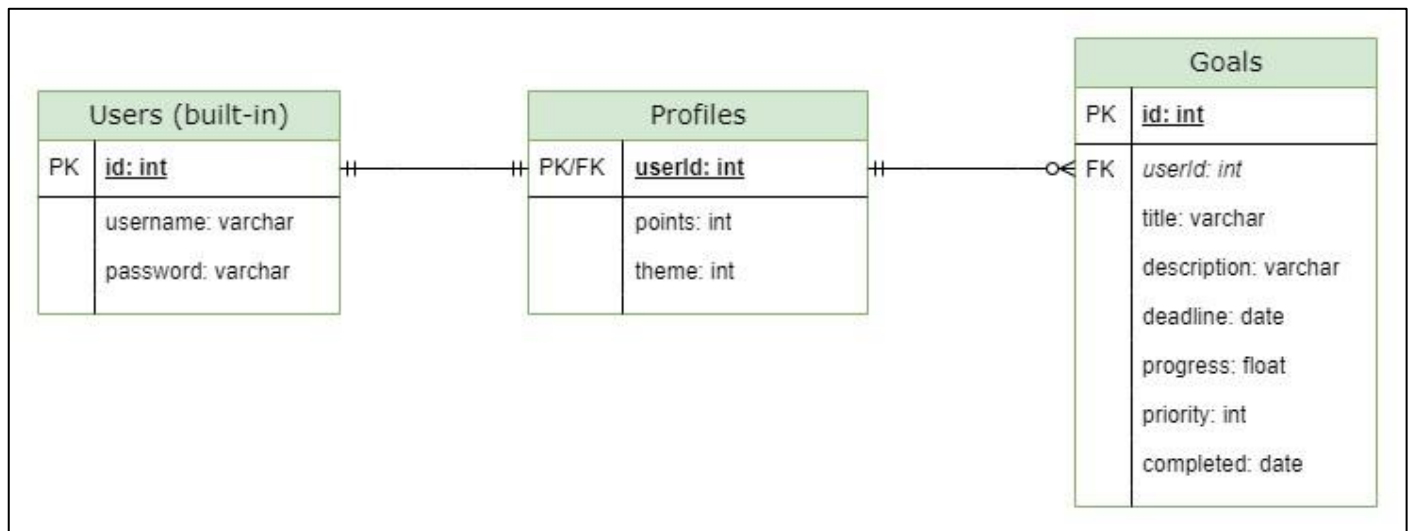 Users (built-in)
PK id: int
username: varchar
password: varchar
Profiles
PK/FK userId: int
points: int
theme: int
Goals
PK id: int
FK userId: int
title: varchar
description: varchar
deadline: date
progress: float
priority: int
completed: date